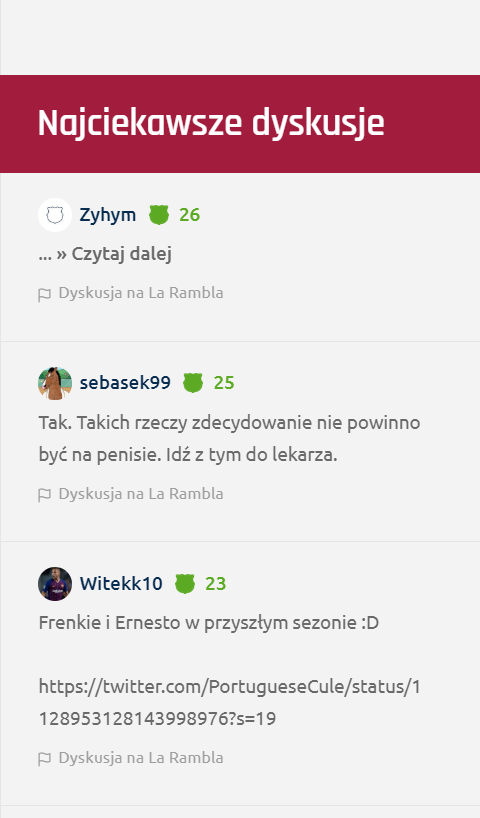 Najciekawsze dyskusje
Zyhym 26
... » Czytaj dalej
Dyskusja na La Rambla
sebasek99 25
Tak. Takich rzeczy zdecydowanie nie powinno
być na penisie. Idź z tym do lekarza.
Dyskusja na La Rambla
Witekk10 23
Frenkie i Ernesto w przyszłym sezonie :D
https://twitter.com/PortugueseCule/status/1
128953128143998976?s=19
Dyskusja na La Rambla